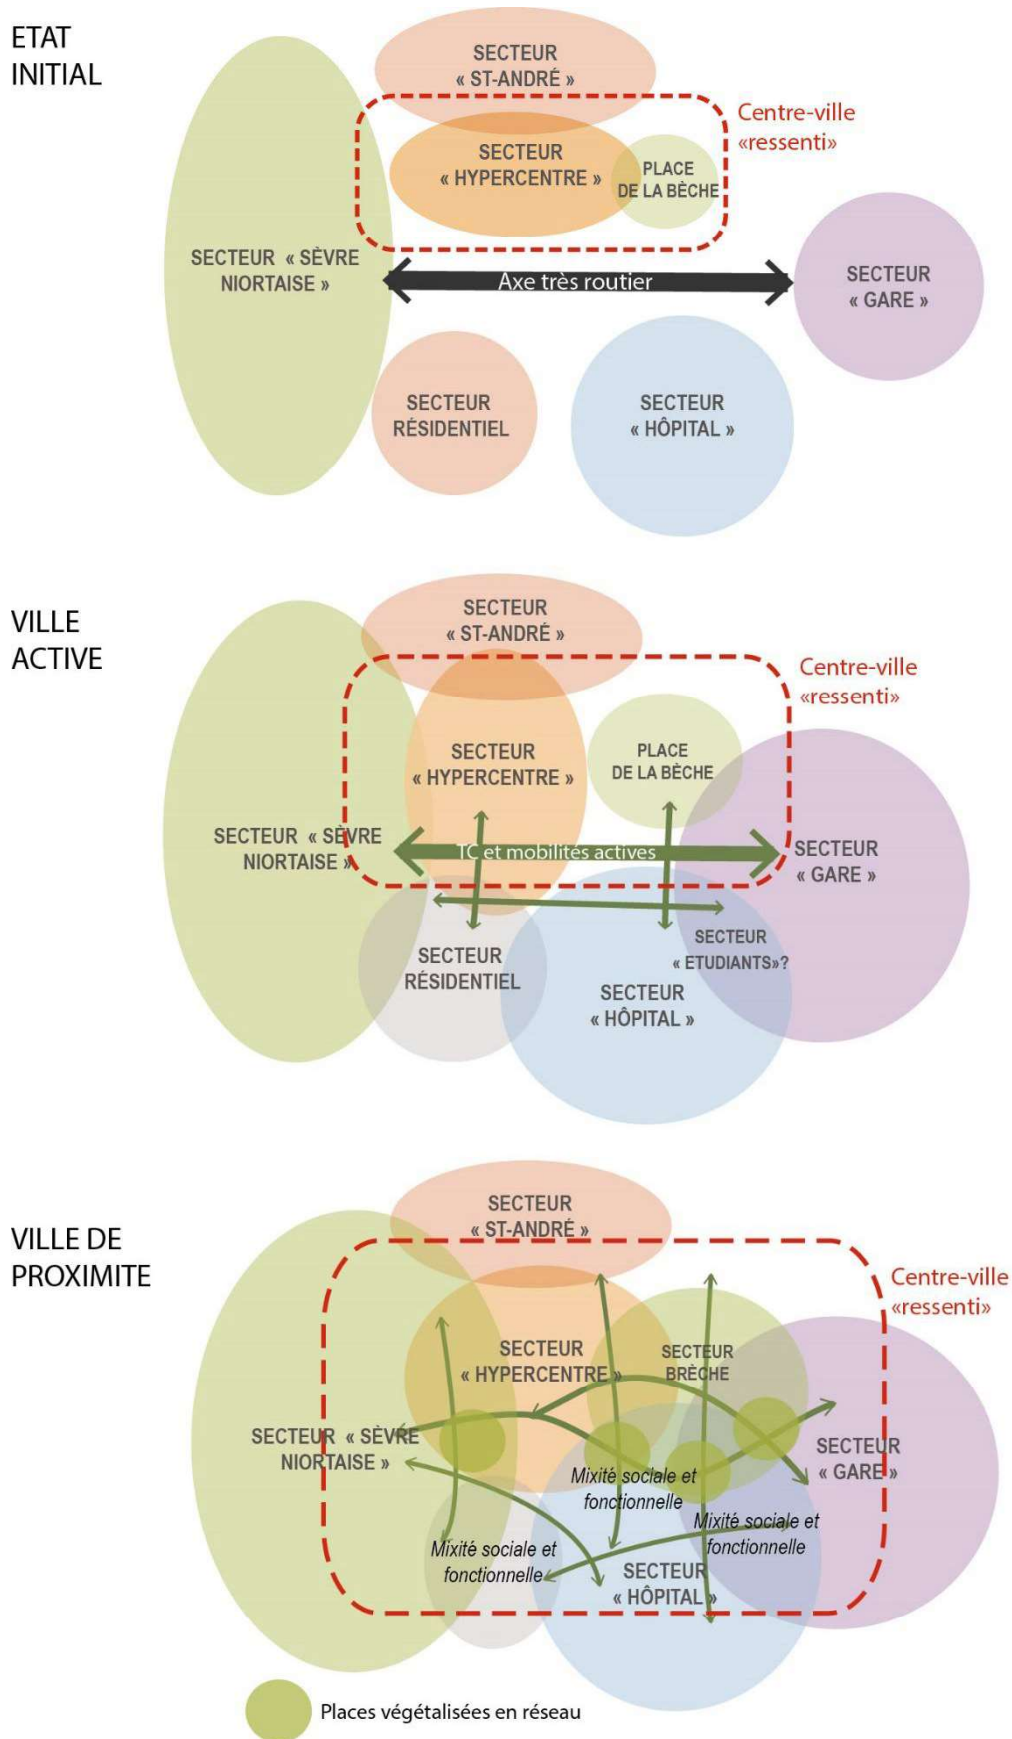 ETAT
INITIAL
SECTEUR
« ST-ANDRÉ »
Centre-ville
«ressenti»
SECTEUR
« HYPERCENTRE »
PLACE
DE LA BÈCHE
SECTEUR « SÈVRE
NIORTAISE »
Axe très routier
SECTEUR
« GARE »
SECTEUR
RÉSIDENTIEL
SECTEUR
« HÔPITAL »
VILLE
ACTIVE
SECTEUR
« ST-ANDRÉ »
Centre-ville
«ressenti»
SECTEUR
« HYPERCENTRE »
PLACE
DE LA BÈCHE
SECTEUR « SÈVRE
NIORTAISE »
TC et mobilités actives
SECTEUR
« GARE »
SECTEUR
« ETUDIANTS»?
SECTEUR
RÉSIDENTIEL
SECTEUR
« HÔPITAL »
VILLE DE
PROXIMITE
SECTEUR
« ST-ANDRÉ »
Centre-ville
«ressenti»
SECTEUR
« HYPERCENTRE »
SECTEUR
BRÈCHE
SECTEUR « SÈVRE
NIORTAISE »
SECTEUR
« GARE »
Mixité sociale et
fonctionnelle
Mixité sociale et
fonctionnelle
Mixité sociale et
fonctionnelle
SECTEUR
« HÔPITAL »
Places végétalisées en réseau